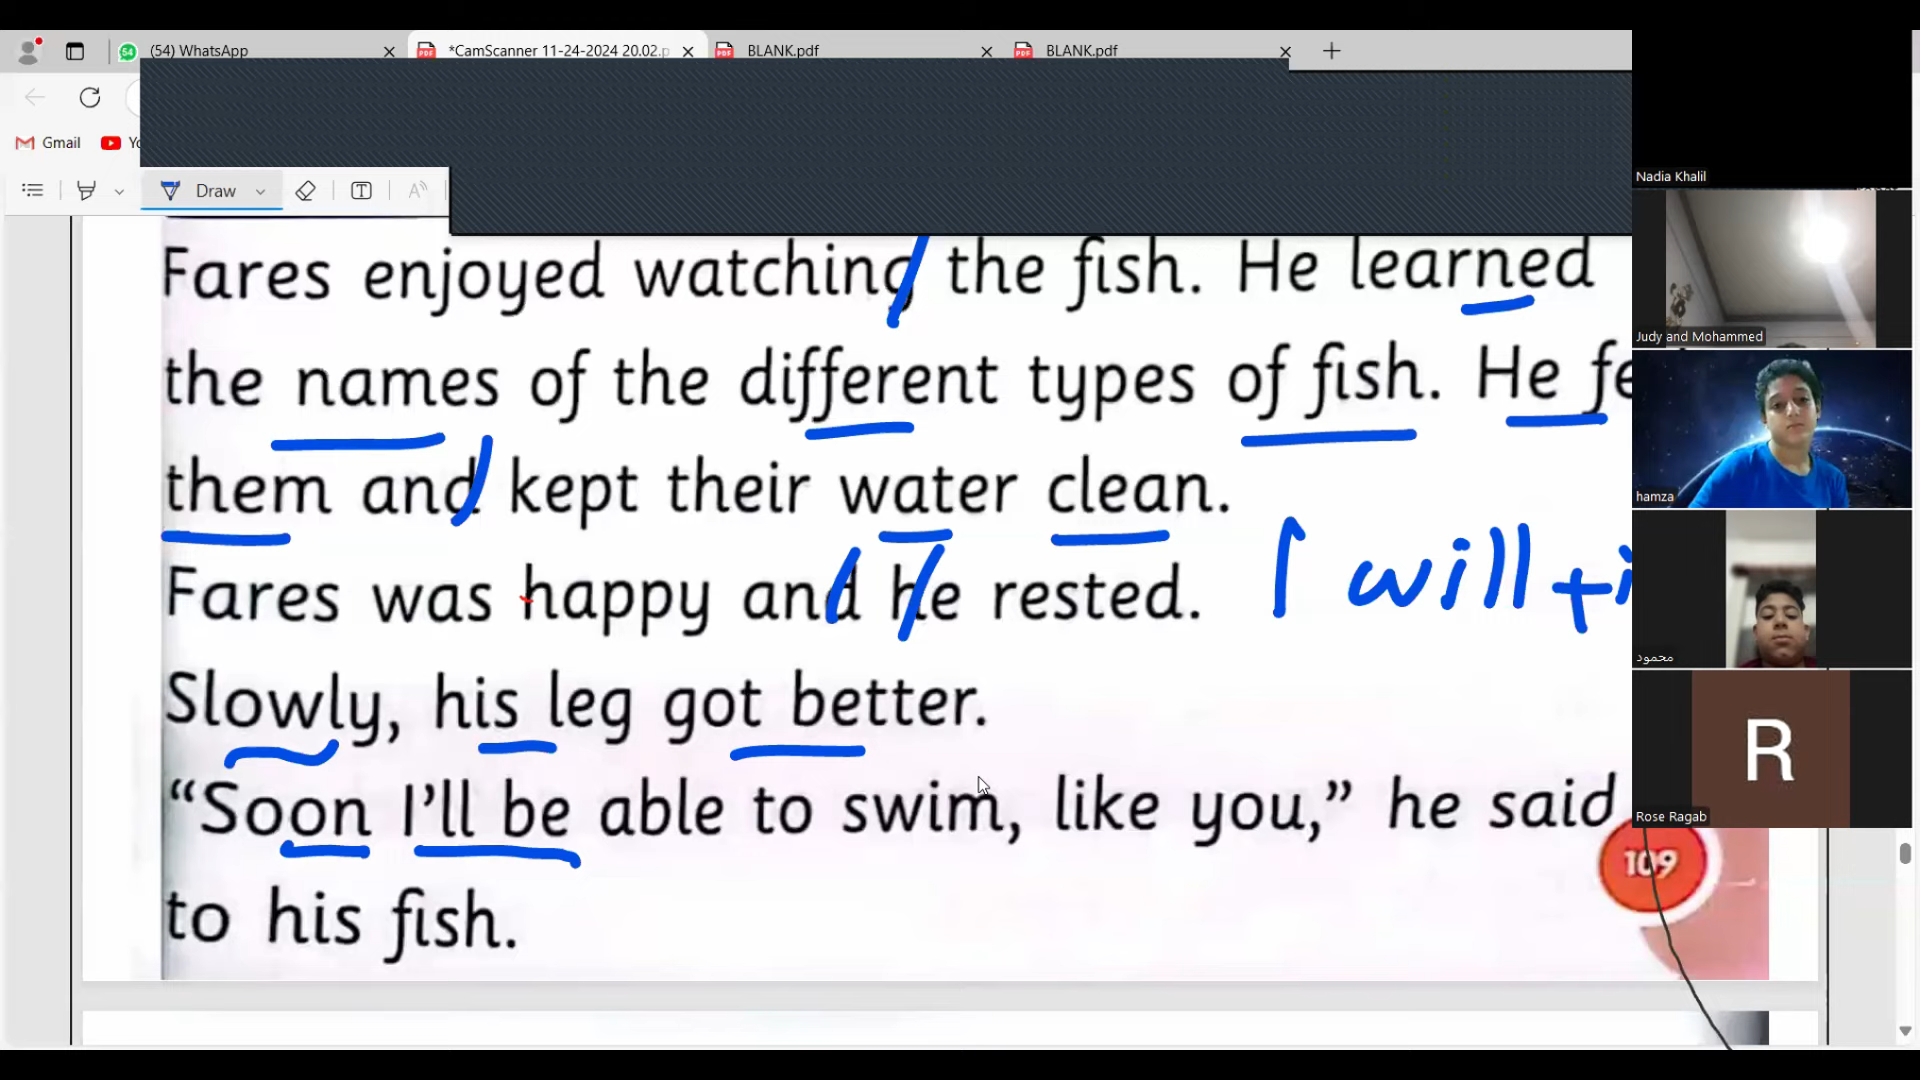 (54) WhatsApp
*CamScanner 11-24-2024 20.02.p
BLANK.pdf
BLANK.pdf
Gmail
Draw
Fares enjoyed watching the fish. He learned
the names of the different types of fish. He
them and kept their water clean.
Fares was happy and he rested.
I will
Slowly, his leg got better.
“Soon I’ll be able to swim, like you,” he said
to his fish.
109
Nadia Khalil
Judy and Mohammed
hamza
محمود
R
Rose Ragab